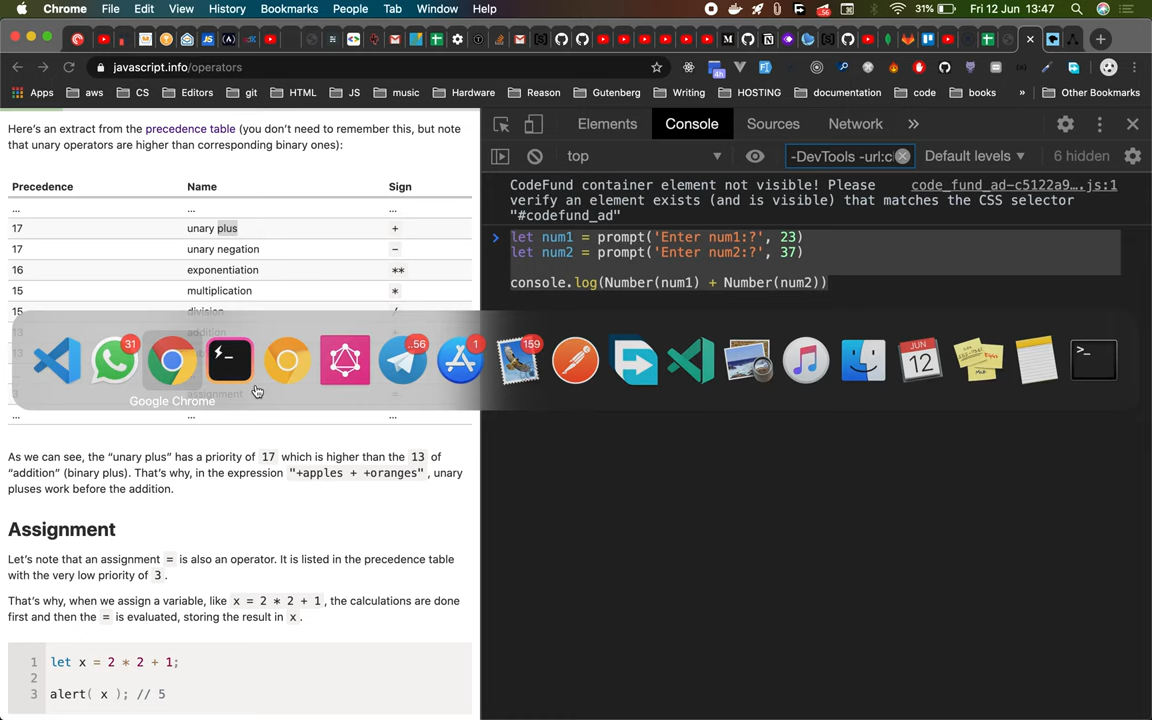 Chrome File Edit View History Bookmarks People Tab Window Help 56 31% Fri 12 Jun 13:47
javascript.info/operators 4h
Apps aws CS Editors git HTML JS music Hardware Reason Gutenberg Writing HOSTING documentation code books » Other Bookmarks
Here's an extract from the precedence table (you don't need to remember this, but note
that unary operators are higher than corresponding binary ones):
Precedence Name Sign
... ... ...
17 unary plus +
17 unary negation -
16 exponentiation **
15 multiplication *
15 division /
13 addition +
3 assignment =
... ... ...
As we can see, the "unary plus" has a priority of 17 which is higher than the 13 of
"addition" (binary plus). That's why, in the expression "+apples + +oranges", unary
pluses work before the addition.
Assignment
Let's note that an assignment = is also an operator. It is listed in the precedence table
with the very low priority of 3.
That's why, when we assign a variable, like x = 2 * 2 + 1, the calculations are done
first and then the = is evaluated, storing the result in x.
1 let x = 2 * 2 + 1;
2
3 alert( x ); // 5
Elements Console Sources Network »
top -DevTools -url:c Default levels 6 hidden
CodeFund container element not visible! Please code_fund_ad-c5122a9….js:1
verify an element exists (and is visible) that matches the CSS selector
"#codefund_ad"
let num1 = prompt('Enter num1:?', 23)
let num2 = prompt('Enter num2:?', 37)
console.log(Number(num1) + Number(num2))
31 ..56 1 159 JUN 12
Google Chrome